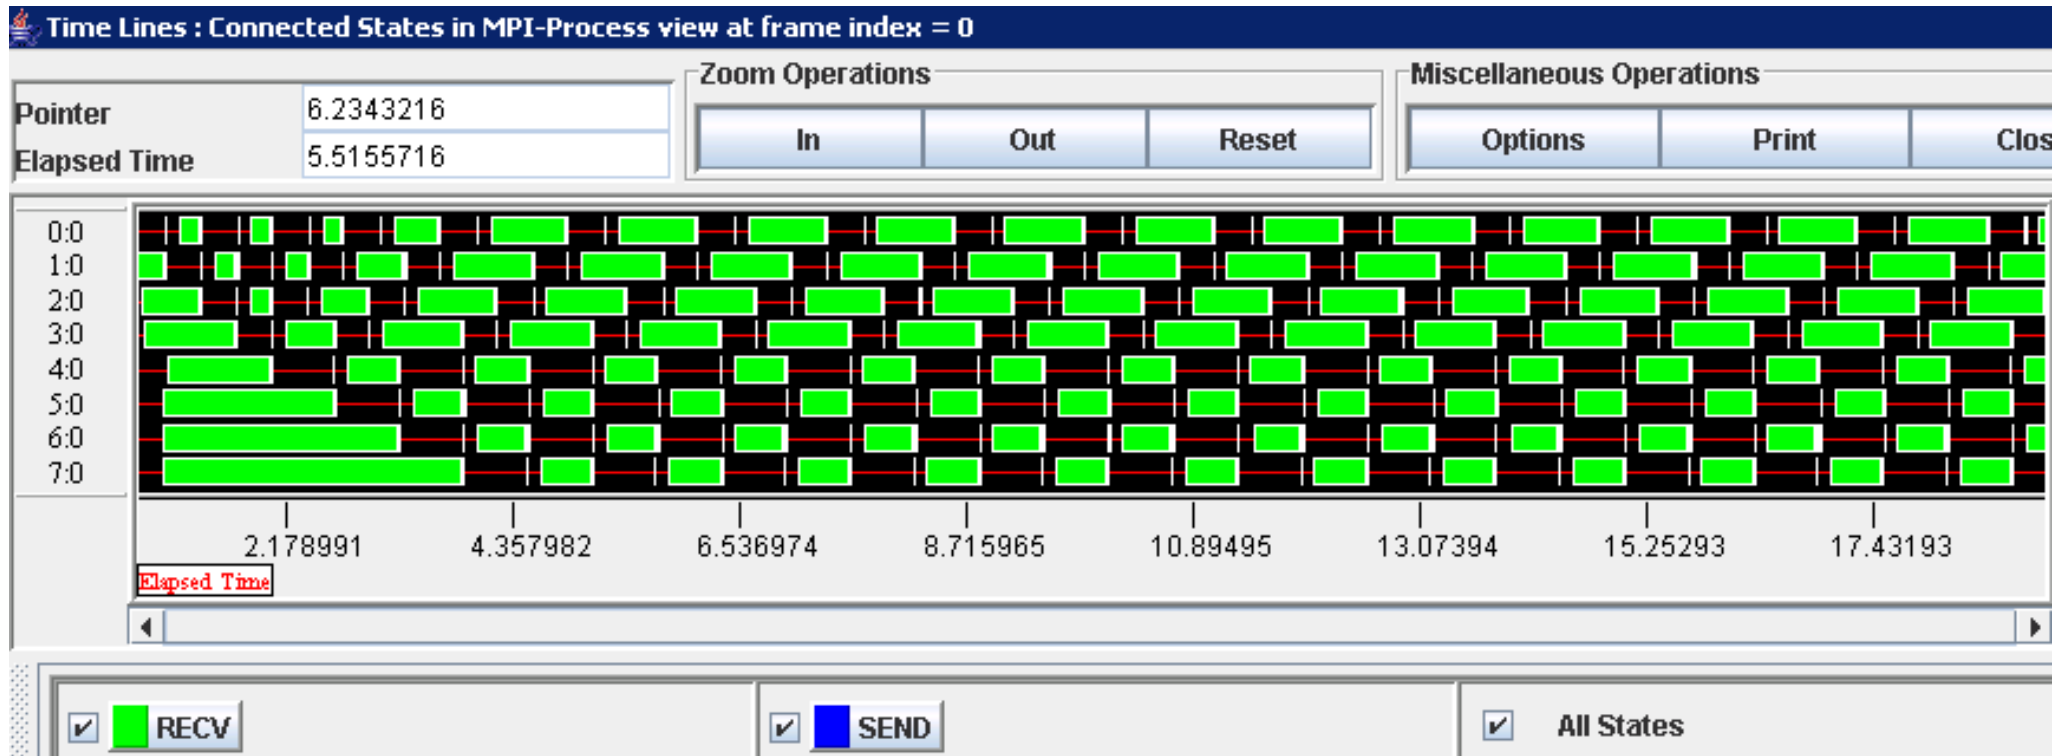 Time Lines : Connected States in MPI-Process view at frame index = 0
Pointer 6.2343216
Elapsed Time 5.5155716
Zoom Operations
In Out Reset
Miscellaneous Operations
Options Print Clos
0:0
1:0
2:0
3:0
4:0
5:0
6:0
7:0
2.178991 4.357982 6.536974 8.715965 10.89495 13.07394 15.25293 17.43193
Elapsed Time
RECV SEND All States